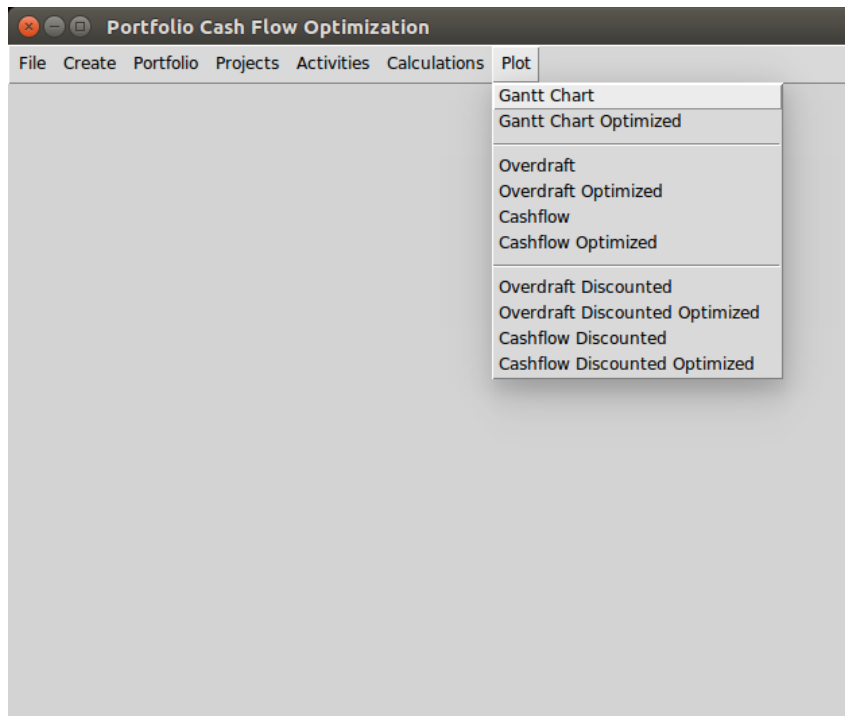 Portfolio Cash Flow Optimization
File Create Portfolio Projects Activities Calculations Plot
Gantt Chart
Gantt Chart Optimized
Overdraft
Overdraft Optimized
Cashflow
Cashflow Optimized
Overdraft Discounted
Overdraft Discounted Optimized
Cashflow Discounted
Cashflow Discounted Optimized